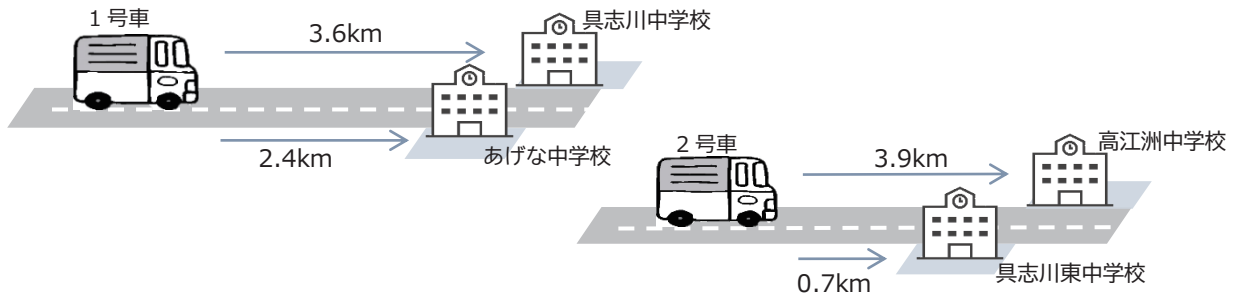 1号車
3.6km
具志川中学校
2.4km
あげな中学校
2号車
3.9km
高江洲中学校
0.7km
具志川東中学校